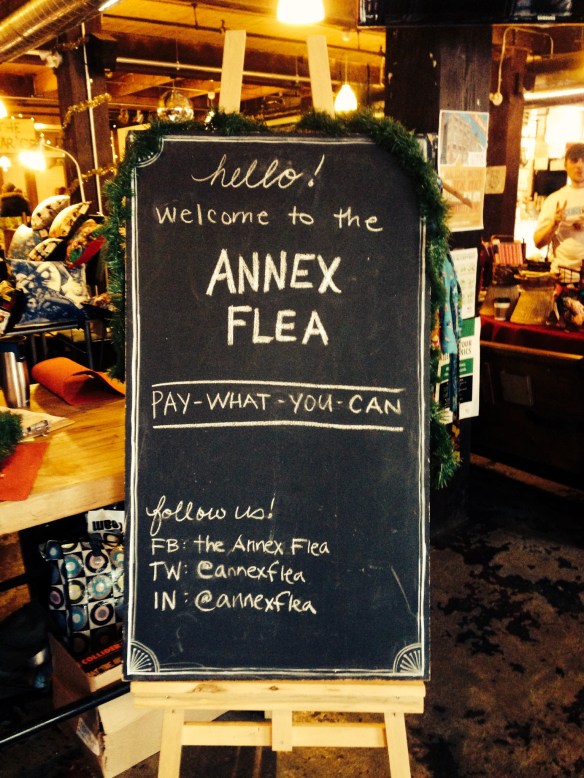 hello!
welcome to the
ANNEX
FLEA
PAY-WHAT-YOU-CAN
follow us!
FB: the Annex Flea
TW: @annexflea
IN: @annexflea
COLLIDER